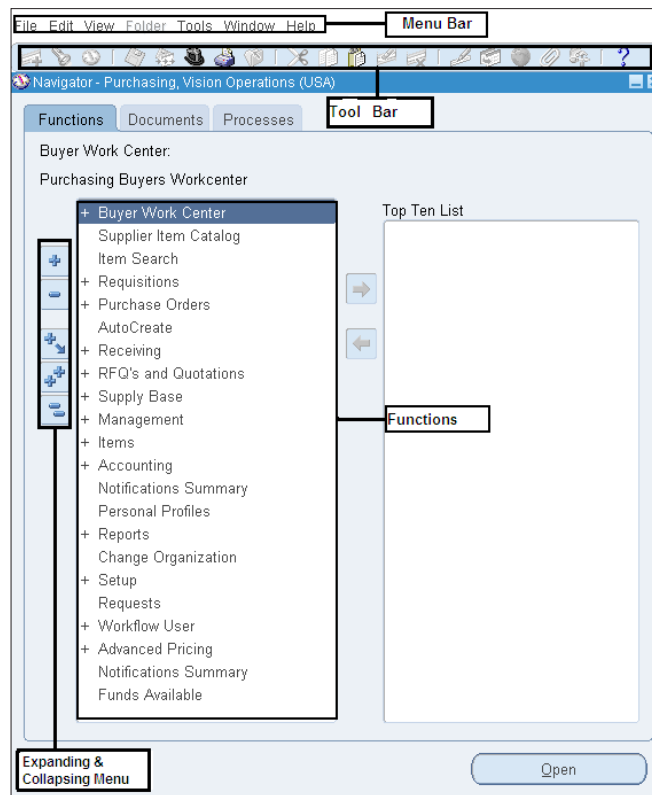 File Edit View Folder Tools Window Help
Menu Bar
Navigator - Purchasing, Vision Operations (USA)
Tool Bar
Functions Documents Processes
Buyer Work Center:
Purchasing Buyers Workcenter
Top Ten List
+ Buyer Work Center
Supplier Item Catalog
Item Search
+ Requisitions
+ Purchase Orders
AutoCreate
+ Receiving
+ RFQ's and Quotations
+ Supply Base
+ Management
Functions
+ Items
+ Accounting
Notifications Summary
Personal Profiles
+ Reports
Change Organization
+ Setup
Requests
+ Workflow User
+ Advanced Pricing
Notifications Summary
Funds Available
Expanding &
Collapsing Menu
Open